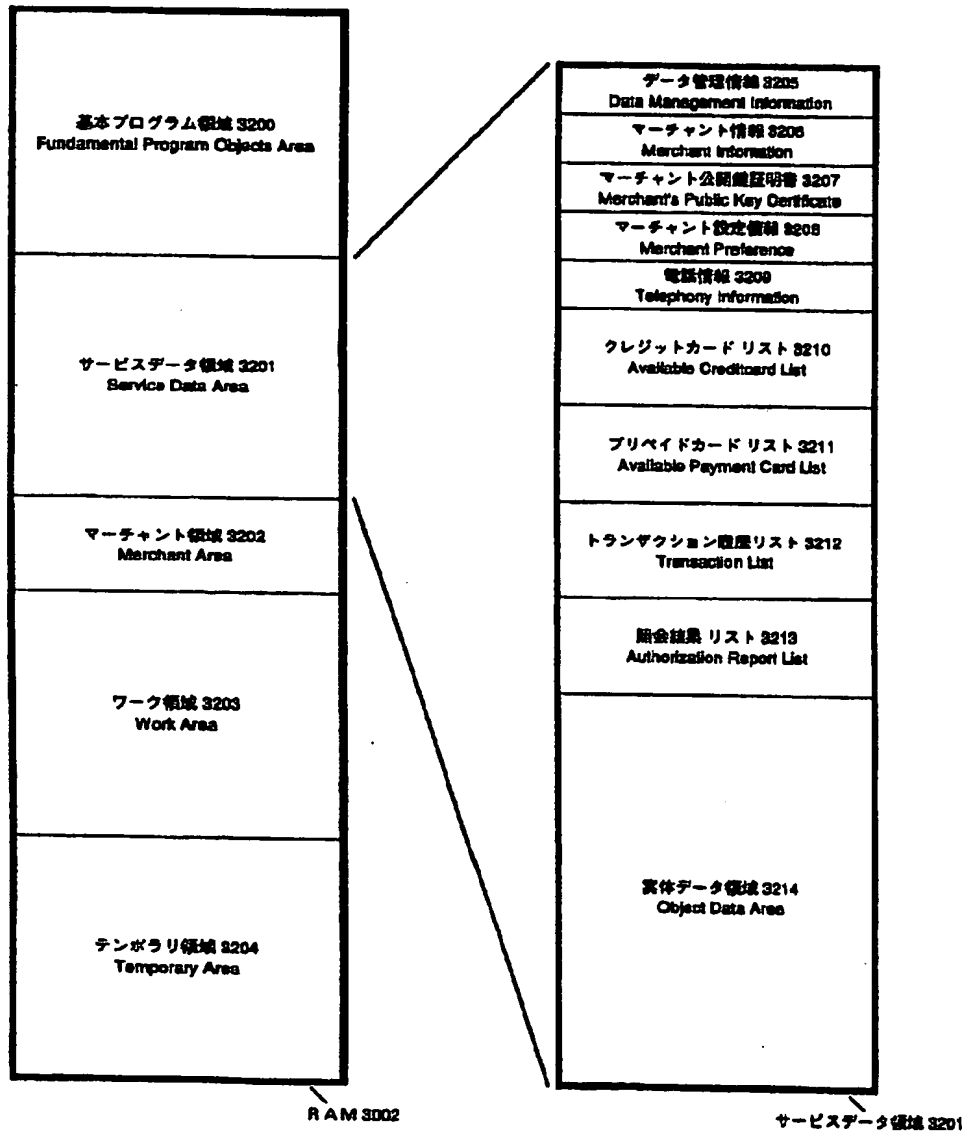 基本プログラム領域 3200
Fundamental Program Objects Area
サービスデータ領域 3201
Service Data Area
マーチャント領域 3202
Merchant Area
ワーク領域 3203
Work Area
テンポラリ領域 3204
Temporary Area
RAM 3002
データ管理情報 3205
Data Management Information
マーチャント情報 3206
Merchant Information
マーチャント公開鍵証明書 3207
Merchant's Public Key Certificate
マーチャント設定情報 3208
Merchant Preference
電話情報 3209
Telephony Information
クレジットカード リスト 3210
Available Creditcard List
プリペイドカード リスト 3211
Available Payment Card List
トランザクション履歴リスト 3212
Transaction List
照会結果 リスト 3213
Authorization Report List
実体データ領域 3214
Object Data Area
サービスデータ領域 3201